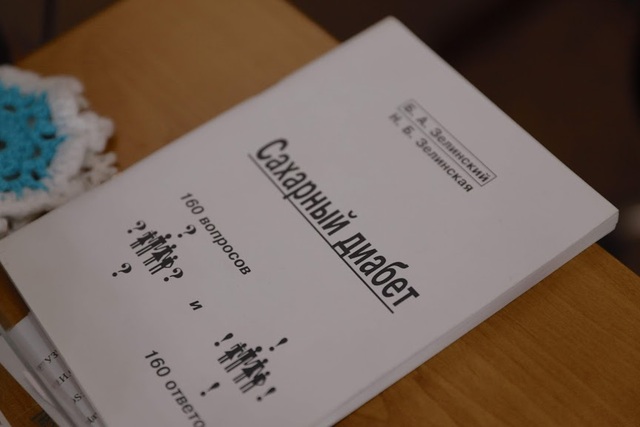 Б. А. Зелинский
Н. Б. Зелинская
Сахарный диабет
160 вопросов
? ? ? ?
и
! ! ! !
160 ответо